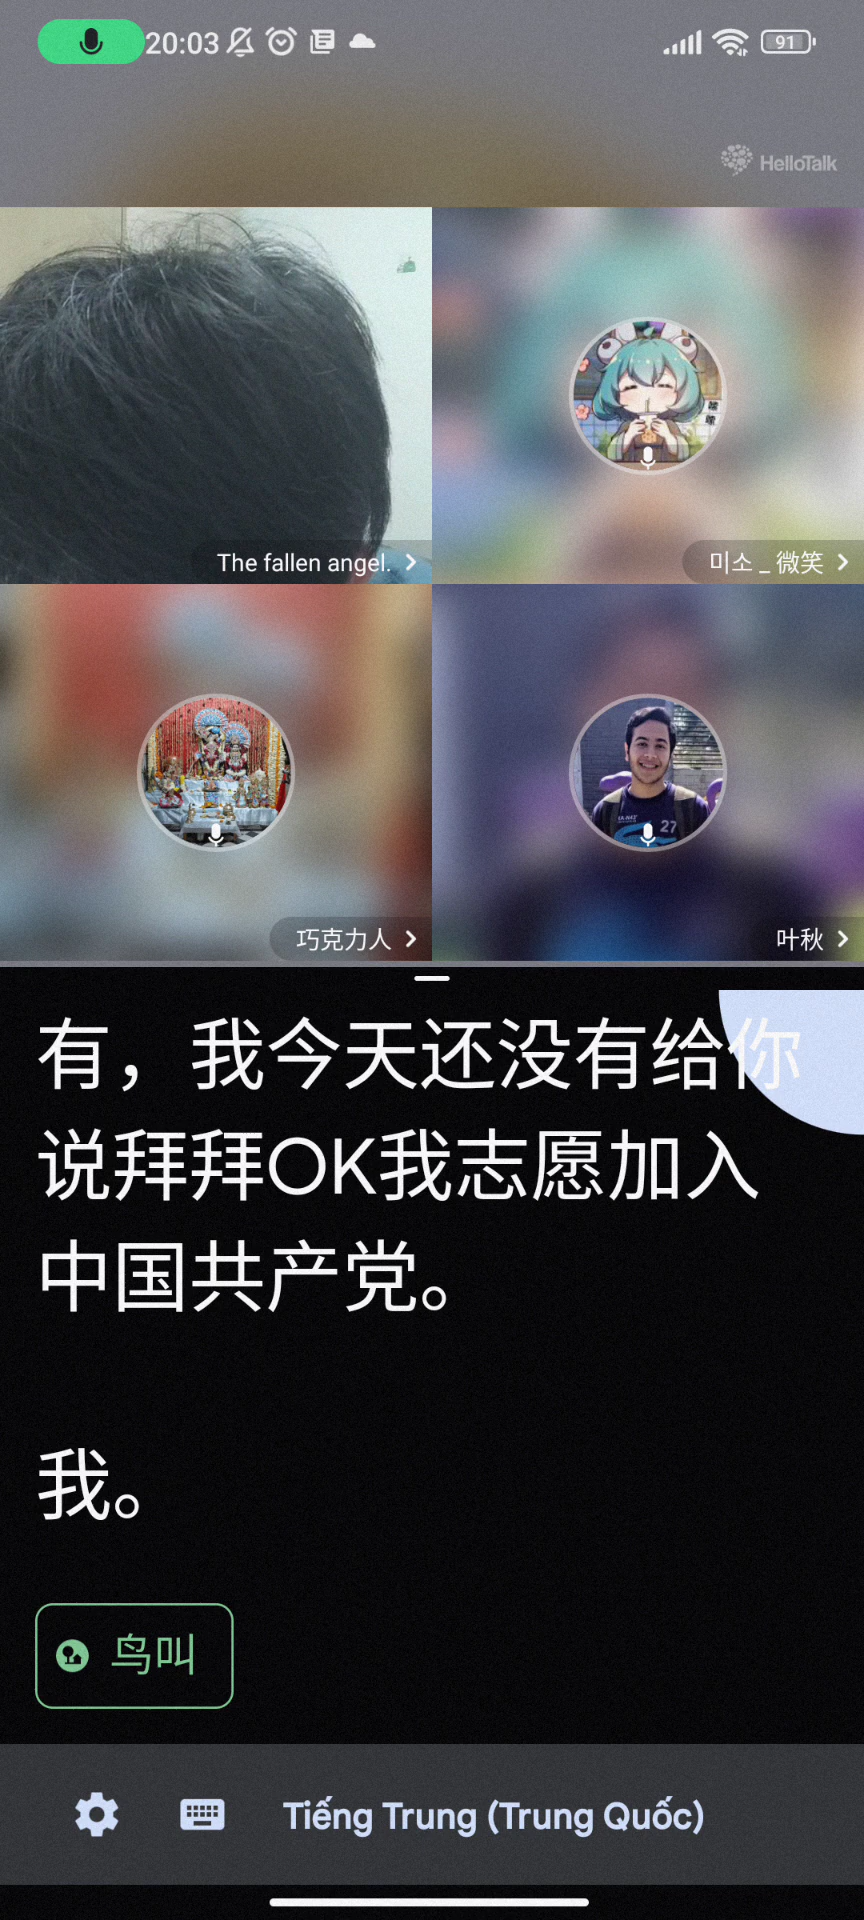 20:03
91
HelloTalk
The fallen angel.
미소 _ 微笑
27
巧克力人
叶秋
有，我今天还没有给你
说拜拜OK我志愿加入
中国共产党。
我。
鸟叫
Tiếng Trung (Trung Quốc)